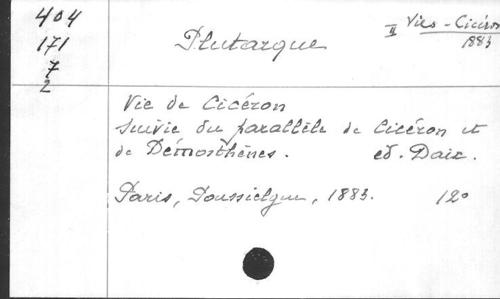 404
171
7
2
Plutarque
II Vies - Cicéron
1883
Vie de Cicéron
suivie du parallèle de Cicéron et
de Démosthènes. ed. Daix.
Paris, Poussielgue, 1883. 12°